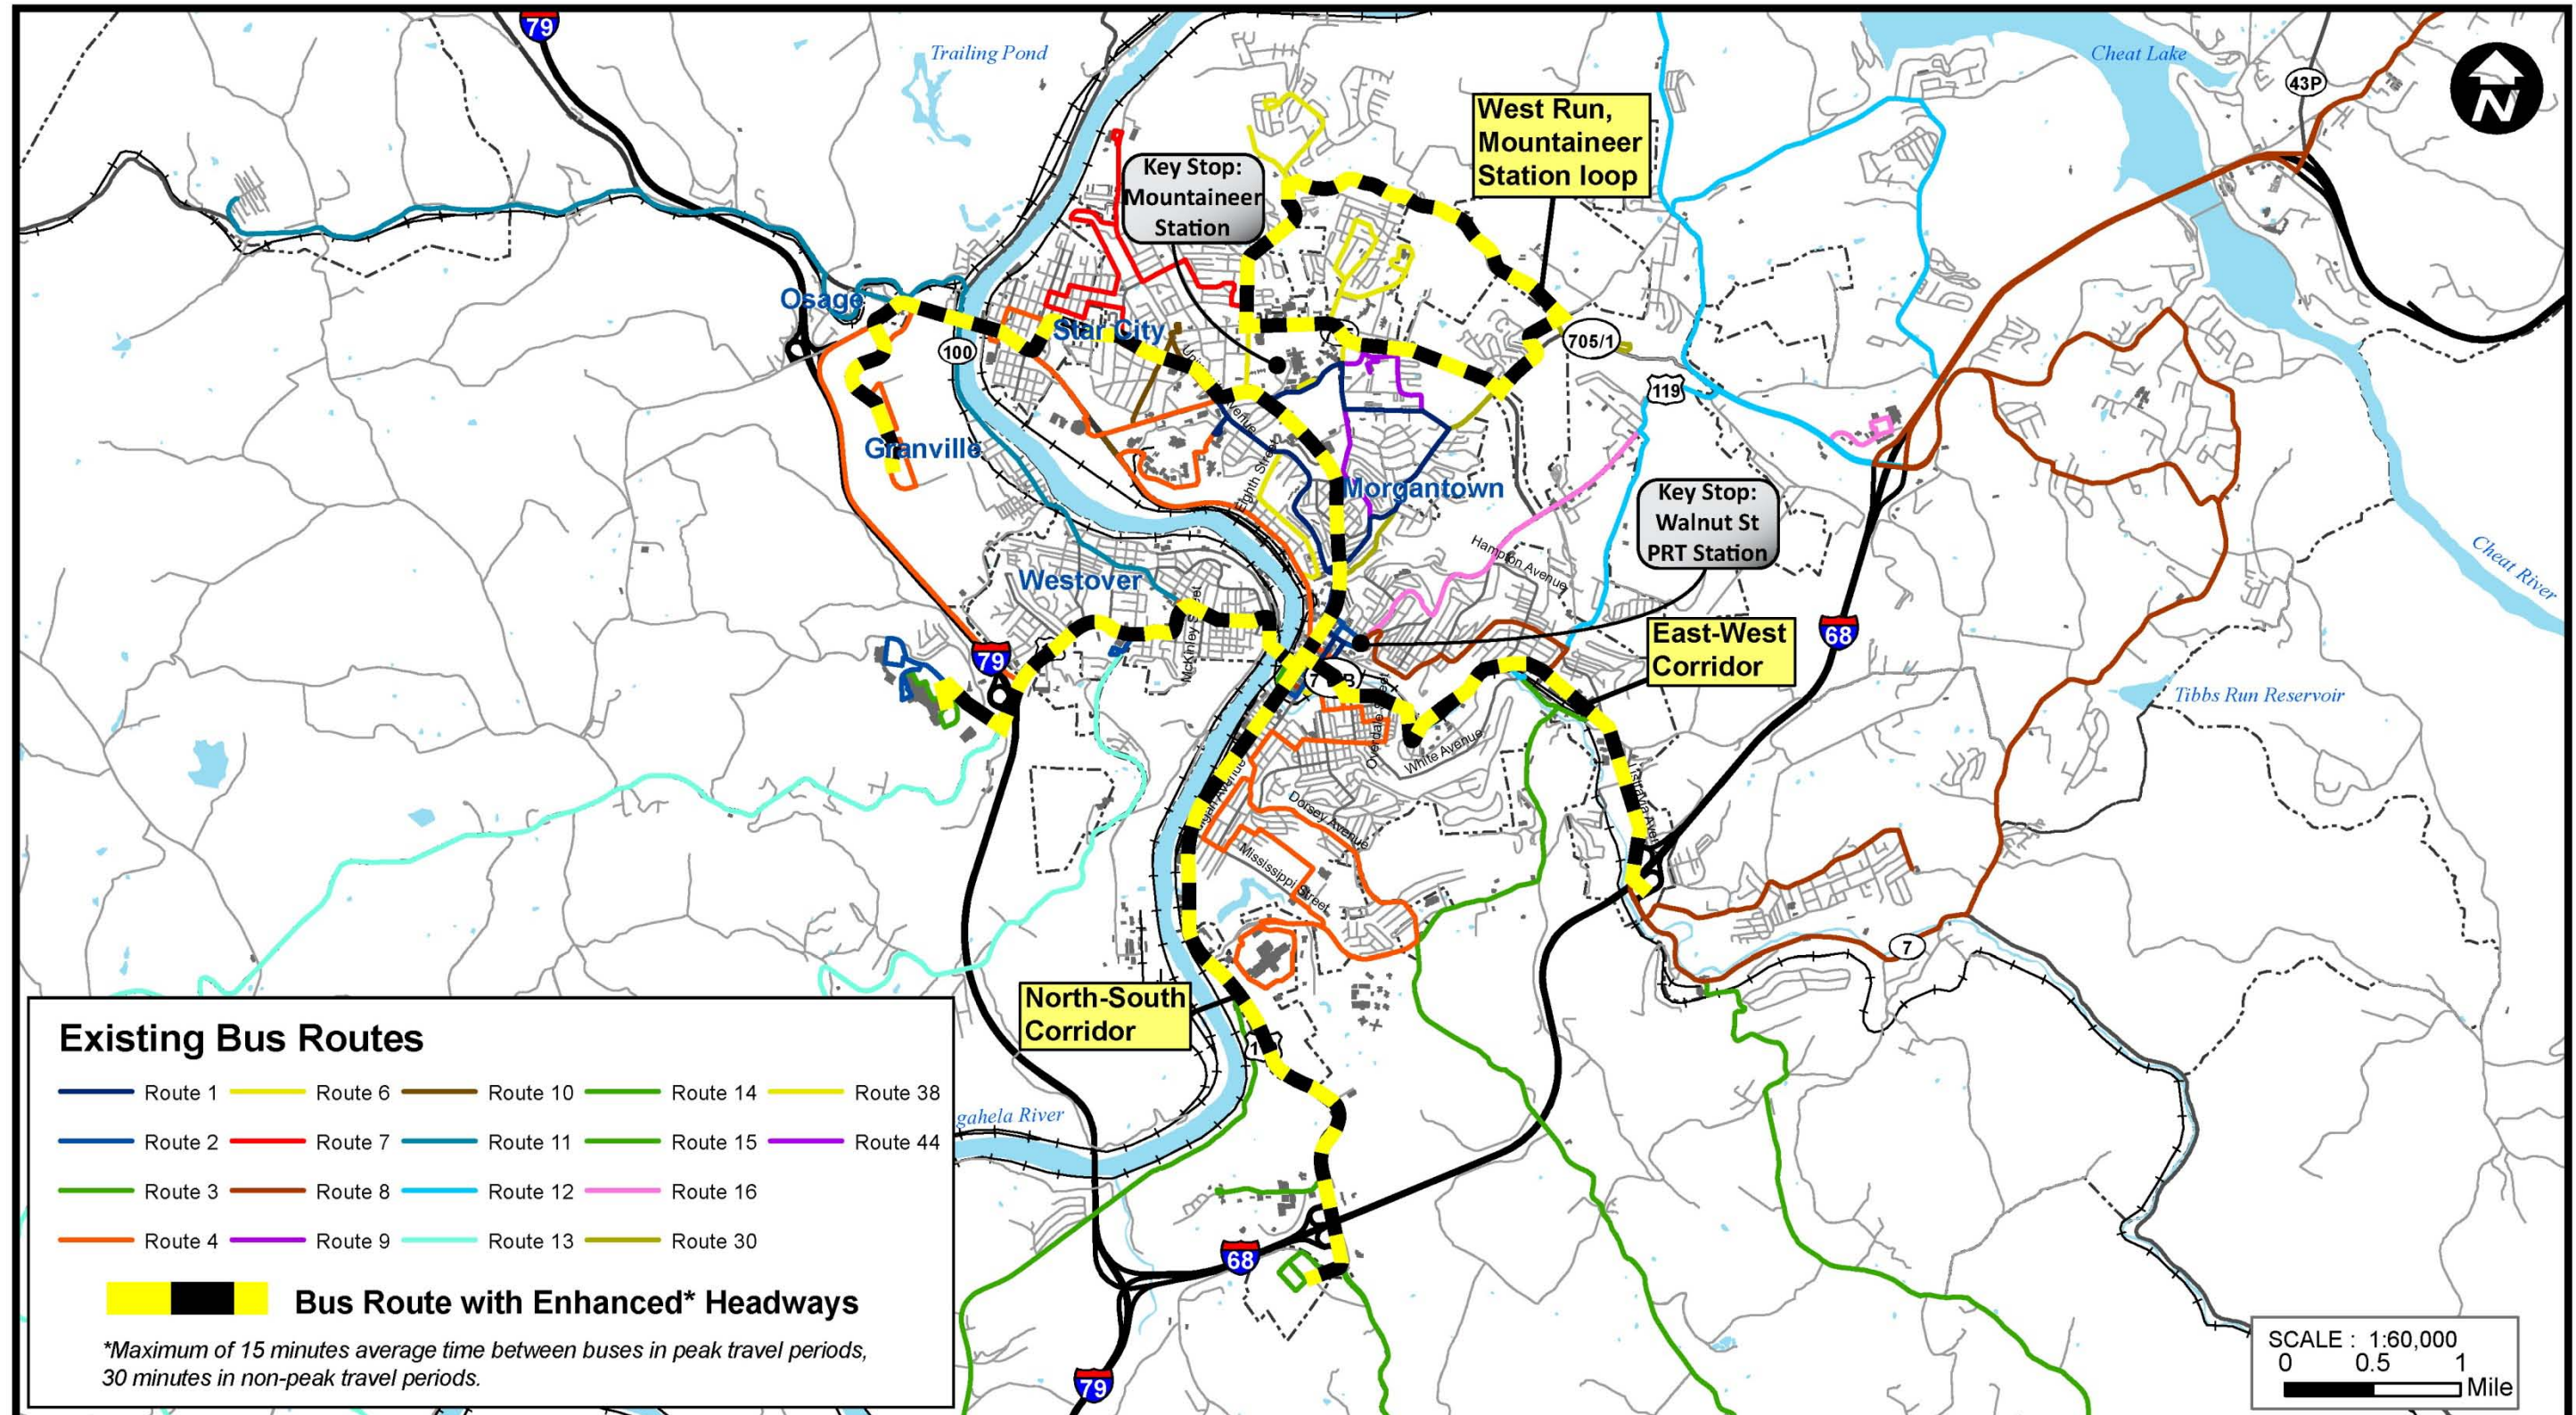 79
Trailing Pond
Cheat Lake
43P
N
West Run,
Mountaineer
Station loop
Key Stop:
Mountaineer
Station
Osage
Star City
100
705/1
119
Granville
Eighth Street
Morgantown
Key Stop:
Walnut St
PRT Station
Hampton Avenue
Cheat River
Westover
79
68
East-West
Corridor
Tibbs Run Reservoir
White Avenue
Dorsey Avenue
Mississippi Street
7
North-South
Corridor
gahela River
68
79
Existing Bus Routes
Route 1 Route 6 Route 10 Route 14 Route 38
Route 2 Route 7 Route 11 Route 15 Route 44
Route 3 Route 8 Route 12 Route 16
Route 4 Route 9 Route 13 Route 30
Bus Route with Enhanced* Headways
*Maximum of 15 minutes average time between buses in peak travel periods,
30 minutes in non-peak travel periods.
SCALE : 1:60,000
0 0.5 1
Mile